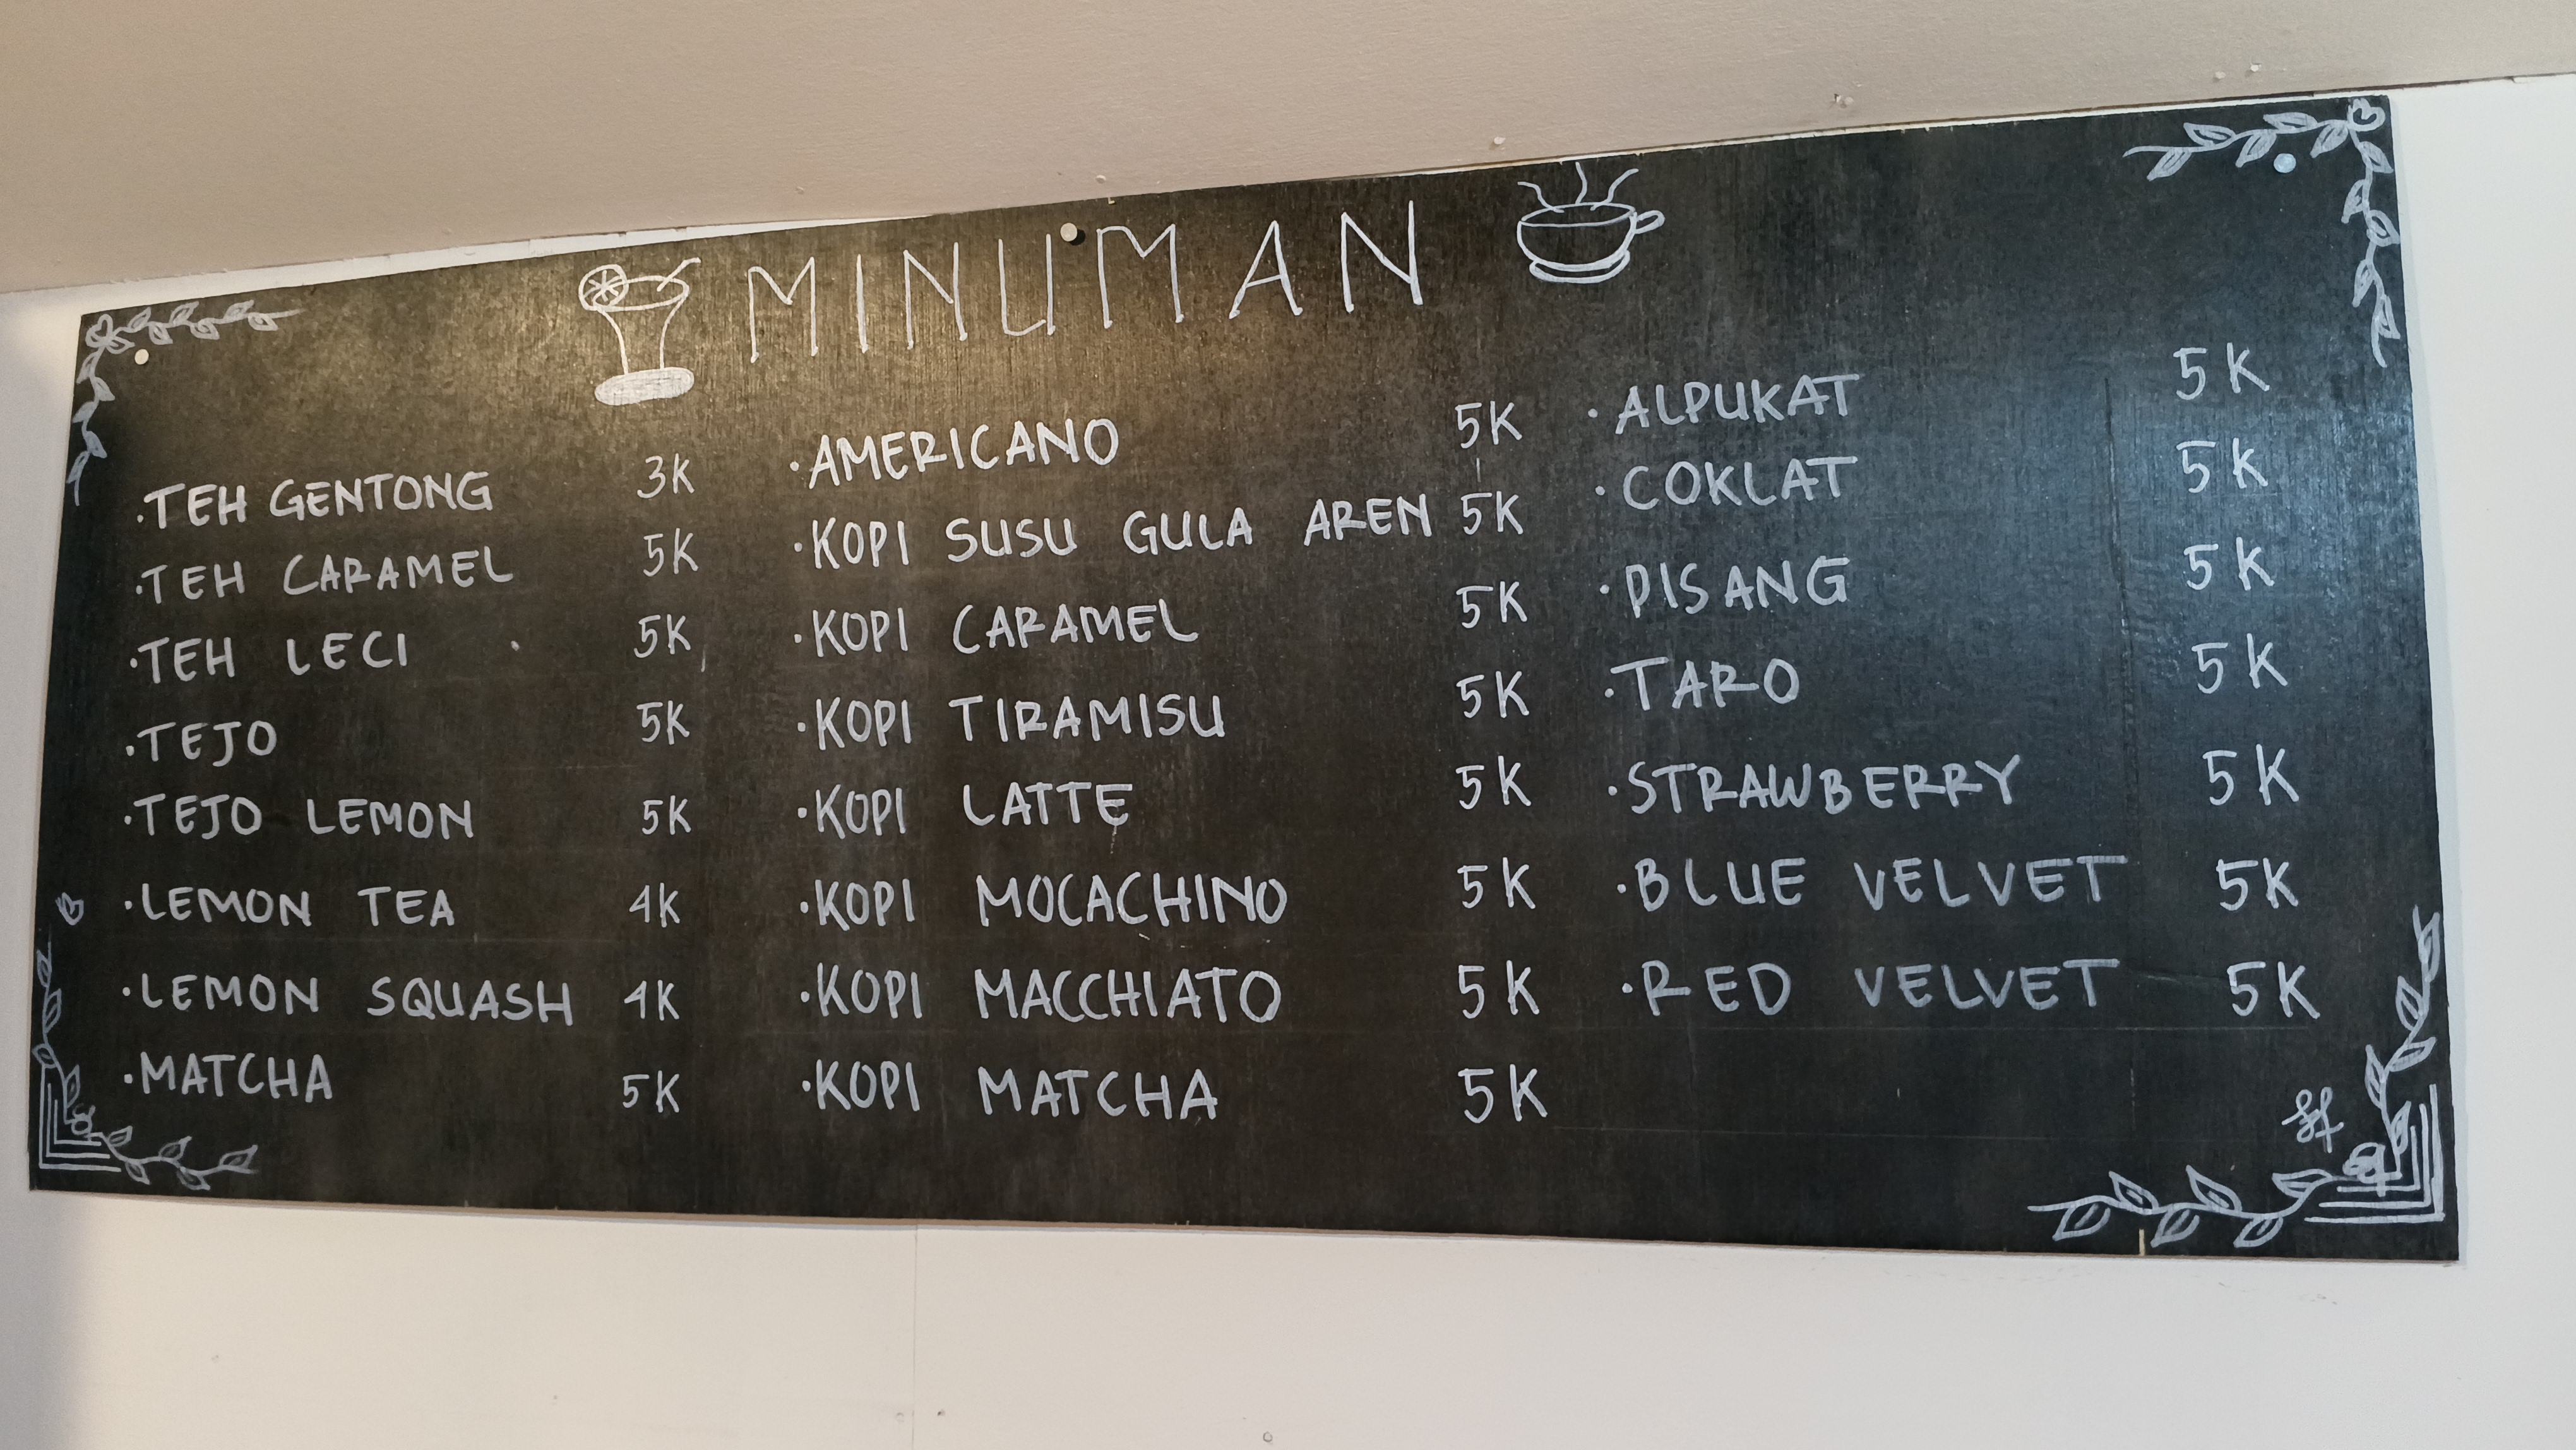 MINUMAN
·TEH GENTONG 3K
·TEH CARAMEL 5K
·TEH LECI 5K
·TEJO 5K
·TEJO LEMON 5K
·LEMON TEA 4K
·LEMON SQUASH 4K
·MATCHA 5K
·AMERICANO 5K
·KOPI SUSU GULA AREN 5K
·KOPI CARAMEL 5K
·KOPI TIRAMISU 5K
·KOPI LATTE 5K
·KOPI MOCACHINO 5K
·KOPI MACCHIATO 5K
·KOPI MATCHA 5K
·ALPUKAT 5K
·COKLAT 5K
·PISANG 5K
·TARO 5K
·STRAWBERRY 5K
·BLUE VELVET 5K
·RED VELVET 5K